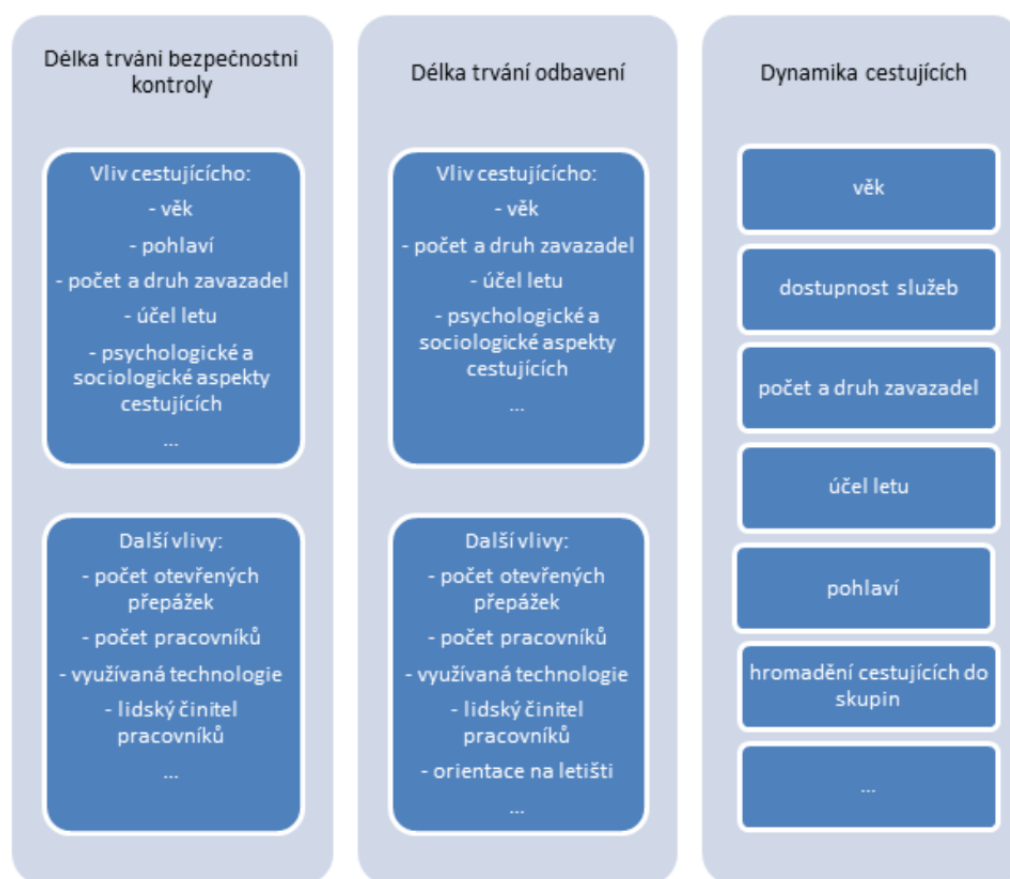 Délka trvání bezpečnostní
kontroly
Vliv cestujícícho:
- věk
- pohlaví
- počet a druh zavazadel
- účel letu
- psychologické a
sociologické aspekty
cestujících
...
Další vlivy:
- počet otevřených
přepážek
- počet pracovníků
- využívaná technologie
- lidský činitel
pracovníků
...
Délka trvání odbavení
Vliv cestujícícho:
- věk
- počet a druh zavazadel
- účel letu
- psychologické a
sociologické aspekty
cestujících
...
Další vlivy:
- počet otevřených
přepážek
- počet pracovníků
- využívaná technologie
- lidský činitel
pracovníků
- orientace na letišti
...
Dynamika cestujících
věk
dostupnost služeb
počet a druh zavazadel
účel letu
pohlaví
hromadění cestujících do
skupin
...